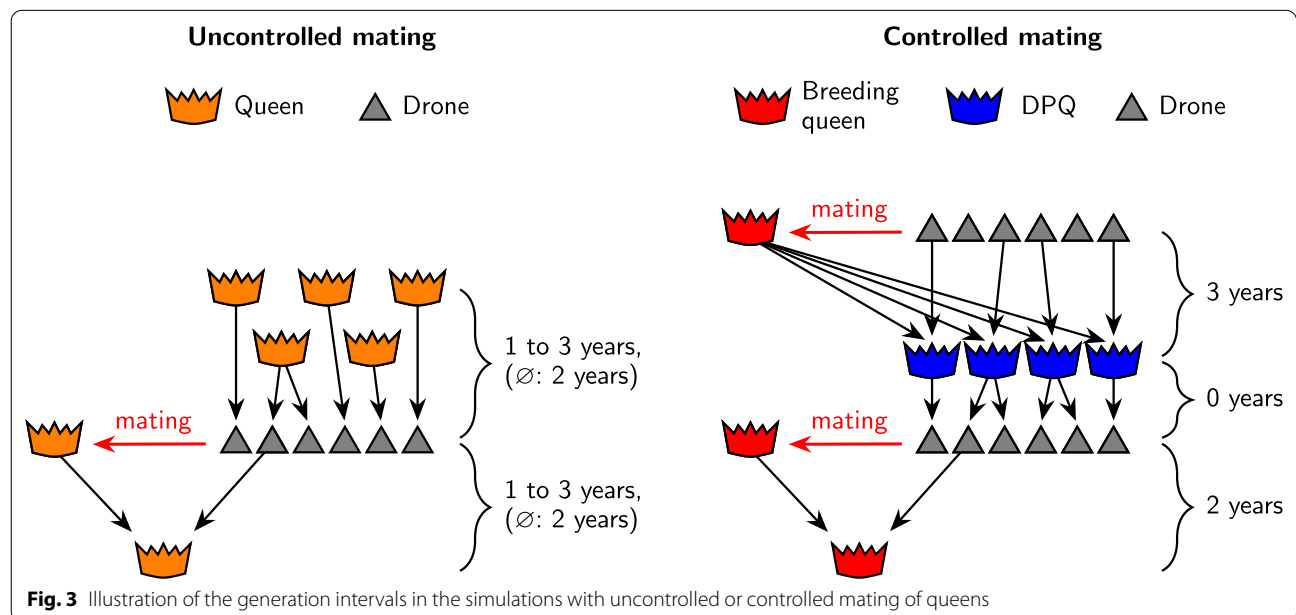 Uncontrolled mating
Queen
Drone
1 to 3 years,
(∅: 2 years)
mating
1 to 3 years,
(∅: 2 years)
Controlled mating
Breeding
queen
DPQ
Drone
mating
3 years
0 years
mating
2 years
Fig. 3 Illustration of the generation intervals in the simulations with uncontrolled or controlled mating of queens